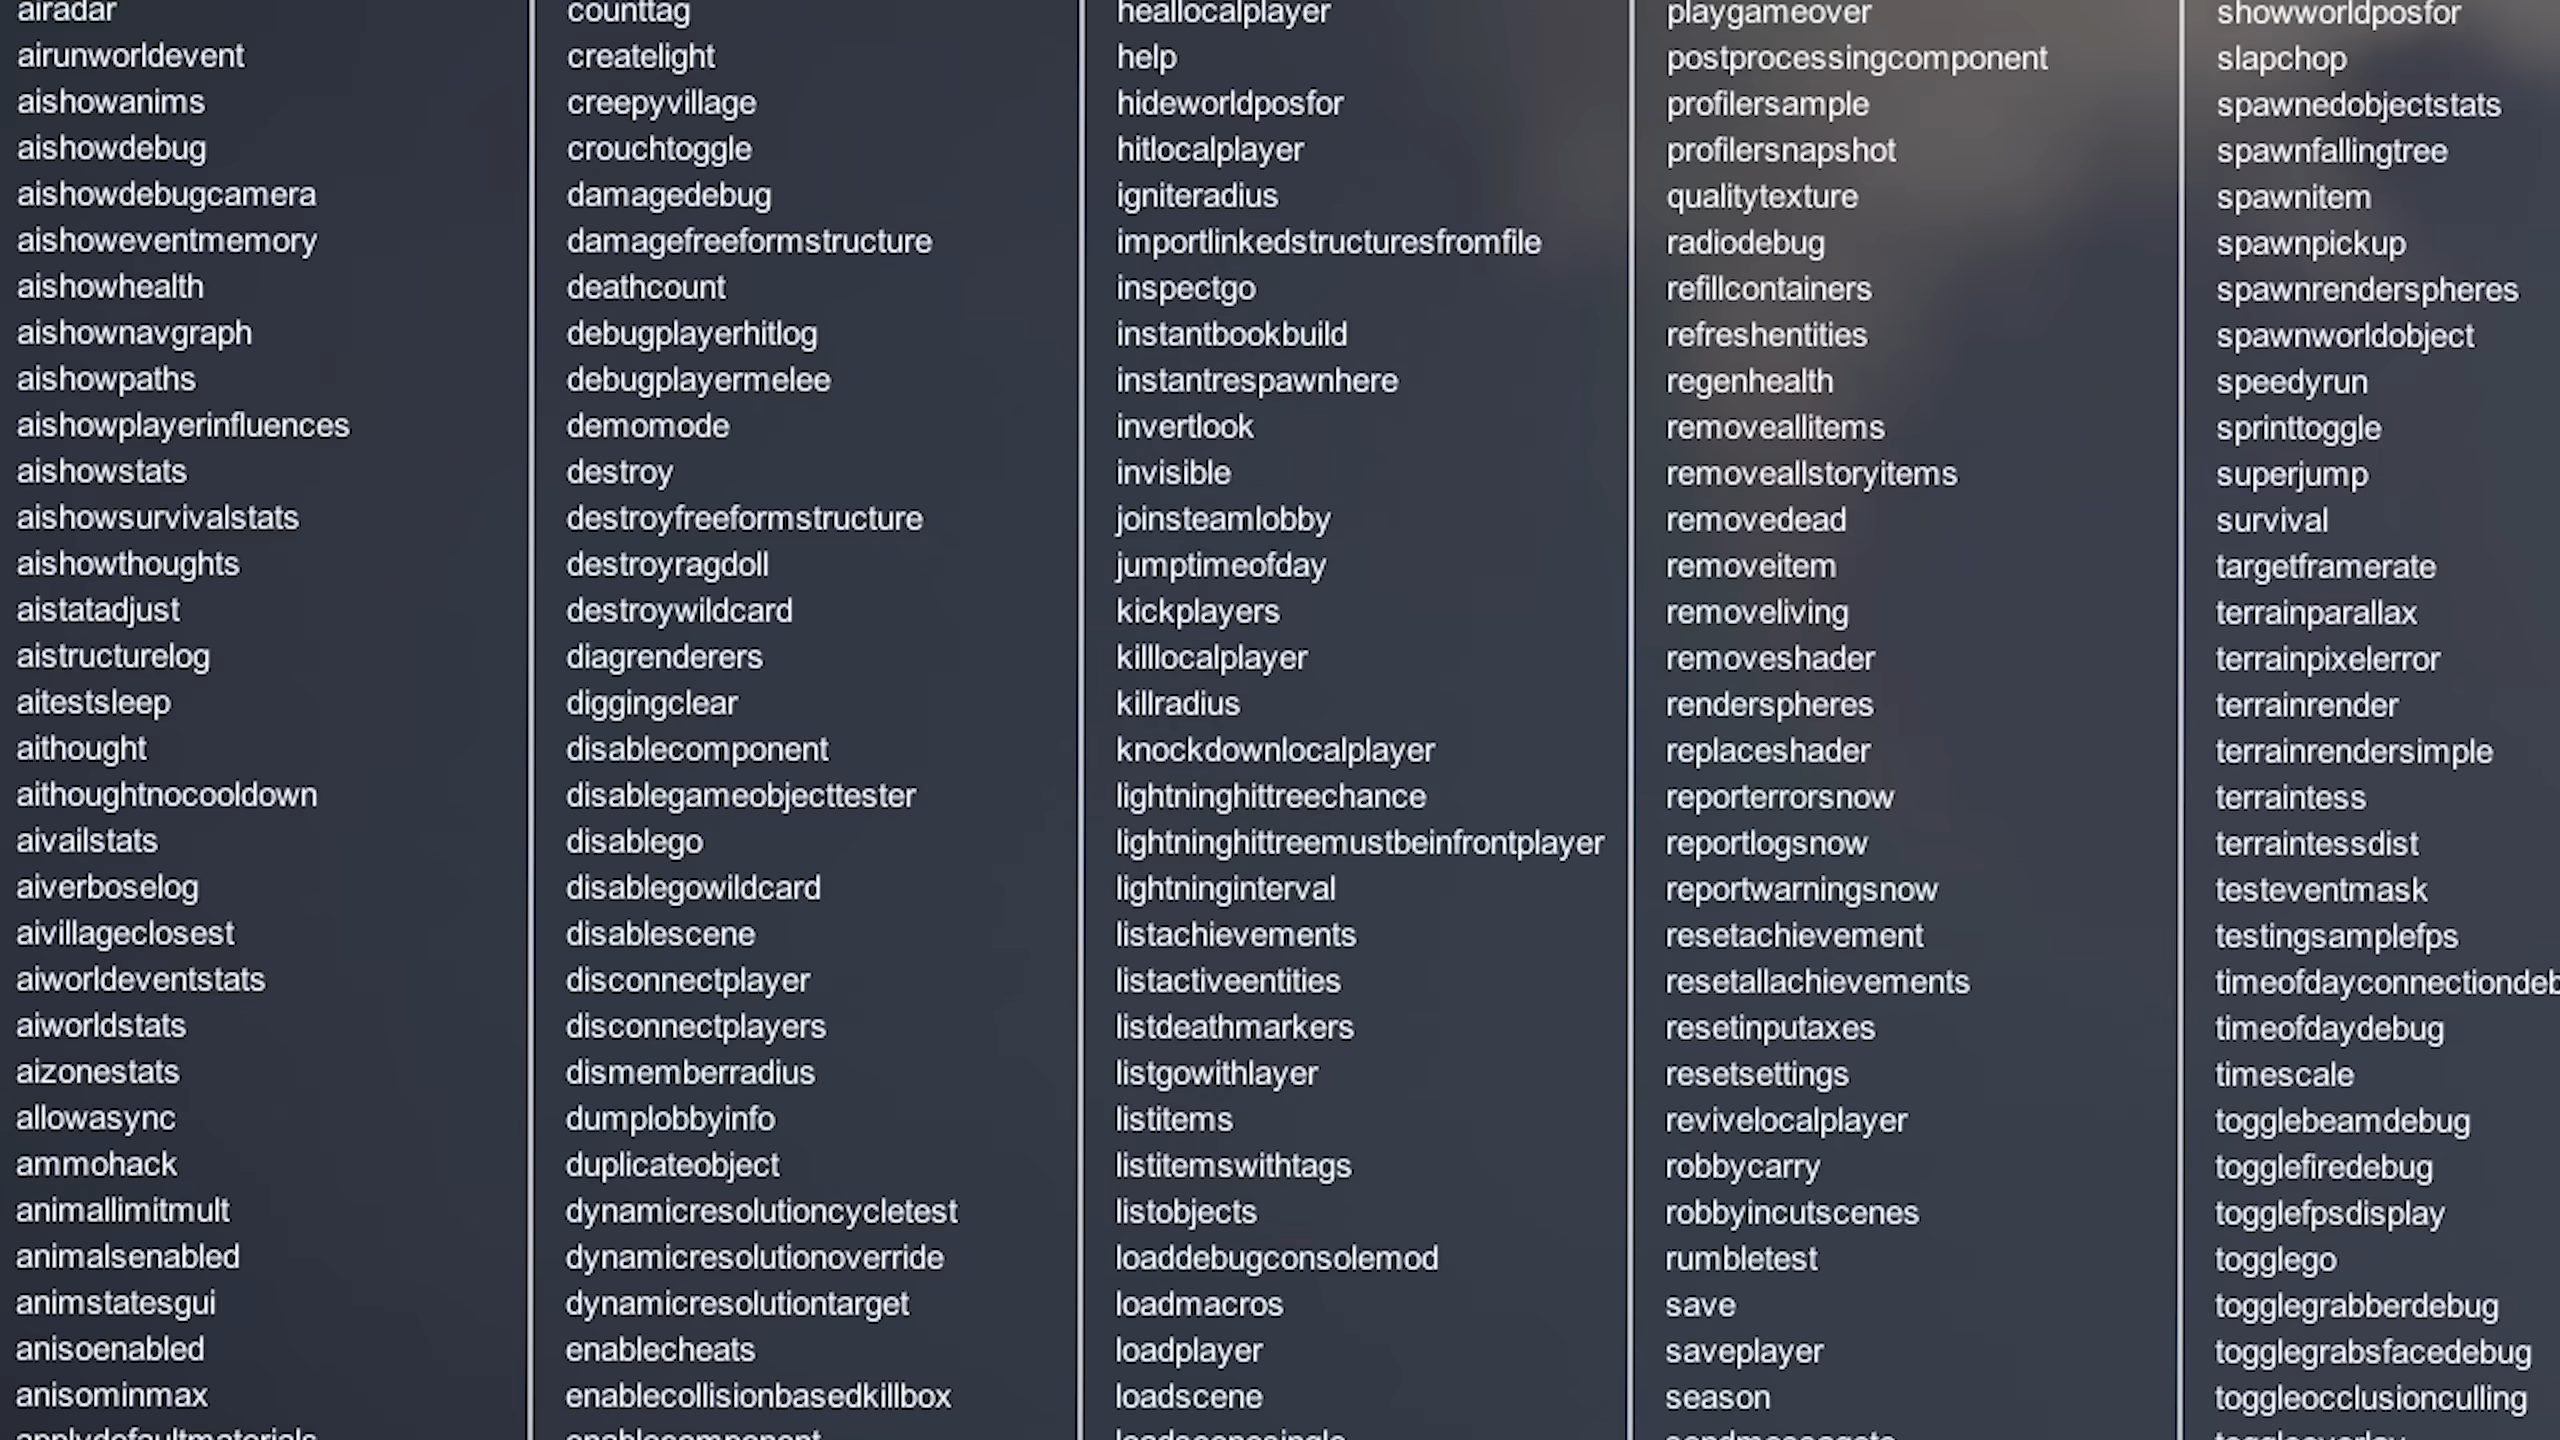 airadar
airunworldevent
aishowanims
aishowdebug
aishowdebugcamera
aishoweventmemory
aishowhealth
aishownavgraph
aishowpaths
aishowplayerinfluences
aishowstats
aishowsurvivalstats
aishowthoughts
aistatadjust
aistructurelog
aitestsleep
aithought
aithoughtnocooldown
aivailstats
aiverboselog
aivillageclosest
aiworldeventstats
aiworldstats
aizonestats
allowasync
ammohack
animallimitmult
animalsenabled
animstatesgui
anisoenabled
anisominmax
applydefaultmaterials
counttag
createlight
creepyvillage
crouchtoggle
damagedebug
damagefreeformstructure
deathcount
debugplayerhitlog
debugplayermelee
demomode
destroy
destroyfreeformstructure
destroyragdoll
destroywildcard
diagrenderers
diggingclear
disablecomponent
disablegameobjecttester
disablego
disablegowildcard
disablescene
disconnectplayer
disconnectplayers
dismemberradius
dumplobbyinfo
duplicateobject
dynamicresolutioncycletest
dynamicresolutionoverride
dynamicresolutiontarget
enablecheats
enablecollisionbasedkillbox
enablecomponent
heallocalplayer
help
hideworldposfor
hitlocalplayer
igniteradius
importlinkedstructuresfromfile
inspectgo
instantbookbuild
instantrespawnhere
invertlook
invisible
joinsteamlobby
jumptimeofday
kickplayers
killlocalplayer
killradius
knockdownlocalplayer
lightninghittreechance
lightninghittreemustbeinfrontplayer
lightninginterval
listachievements
listactiveentities
listdeathmarkers
listgowithlayer
listitems
listitemswithtags
listobjects
loaddebugconsolemod
loadmacros
loadplayer
loadscene
loadscenesingle
playgameover
postprocessingcomponent
profilersample
profilersnapshot
qualitytexture
radiodebug
refillcontainers
refreshentities
regenhealth
removeallitems
removeallstoryitems
removedead
removeitem
removeliving
removeshader
renderspheres
replaceshader
reporterrorsnow
reportlogsnow
reportwarningsnow
resetachievement
resetallachievements
resetinputaxes
resetsettings
revivelocalplayer
robbycarry
robbyincutscenes
rumbletest
save
saveplayer
season
showworldposfor
slapchop
spawnedobjectstats
spawnfallingtree
spawnitem
spawnpickup
spawnrenderspheres
spawnworldobject
speedyrun
sprinttoggle
superjump
survival
targetframerate
terrainparallax
terrainpixelerror
terrainrender
terrainrendersimple
terraintess
terraintessdist
testeventmask
testingsamplefps
timeofdayconnectiondeb
timeofdaydebug
timescale
togglebeamdebug
togglefiredebug
togglefpsdisplay
togglego
togglegrabberdebug
togglegrabsfacedebug
toggleocclusionculling